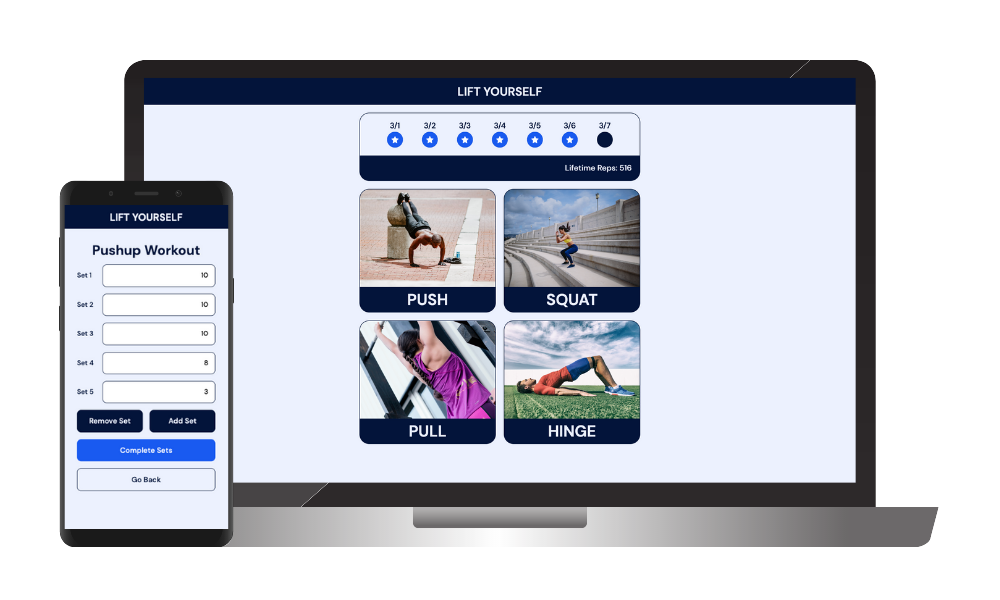 LIFT YOURSELF
3/1 3/2 3/3 3/4 3/5 3/6 3/7
Lifetime Reps: 516
PUSH SQUAT
PULL HINGE
LIFT YOURSELF
Pushup Workout
Set 1 10
Set 2 10
Set 3 10
Set 4 8
Set 5 3
Remove Set Add Set
Complete Sets
Go Back